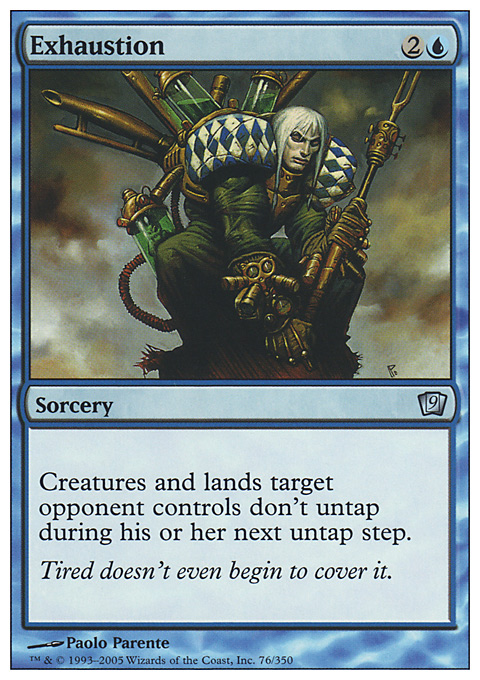 Exhaustion 2
Sorcery 9
Creatures and lands target
opponent controls don't untap
during his or her next untap step.
Tired doesn't even begin to cover it.
Paolo Parente
™ & © 1993–2005 Wizards of the Coast, Inc. 76/350